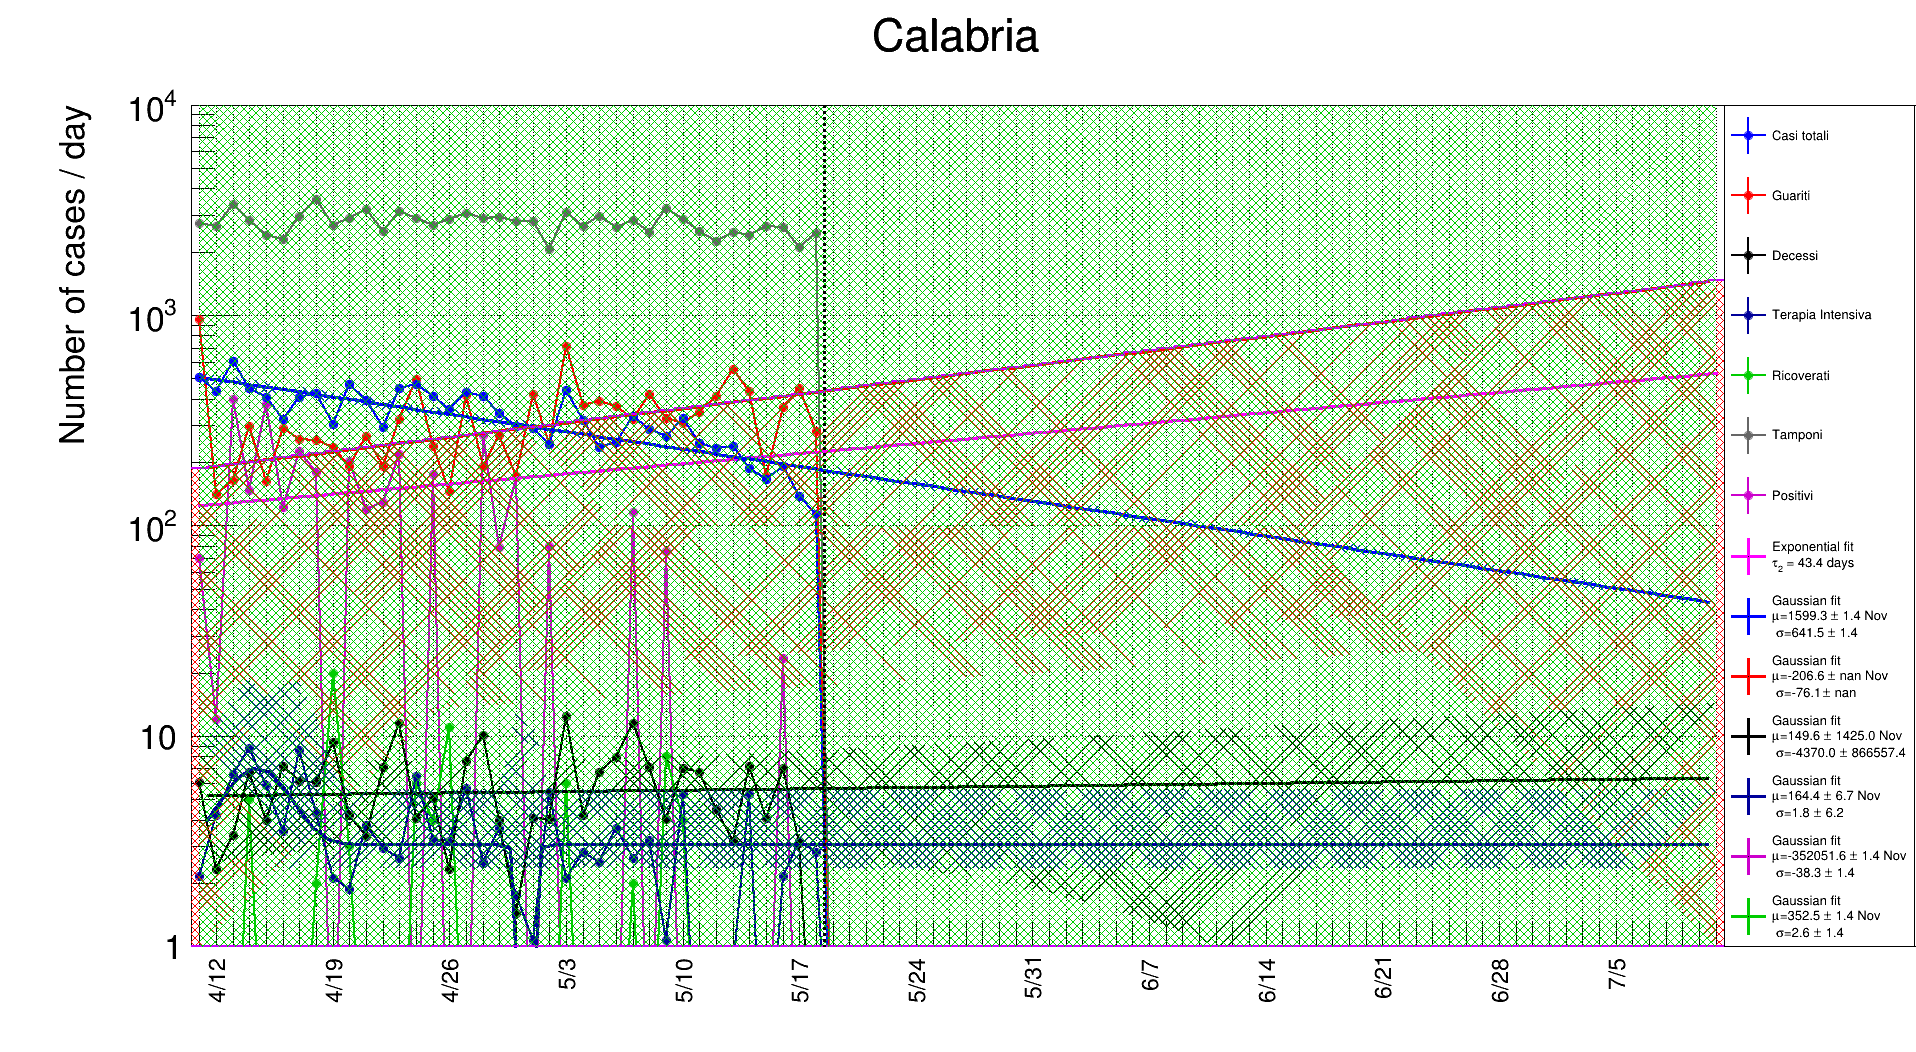 Calabria
Number of cases / day
10^4
10^3
10^2
10
1
4/12
4/19
4/26
5/3
5/10
5/17
5/24
5/31
6/7
6/14
6/21
6/28
7/5
Casi totali
Guariti
Decessi
Terapia Intensiva
Ricoverati
Tamponi
Positivi
Exponential fit
τ₂ = 43.4 days
Gaussian fit
μ=1599.3 ± 1.4 Nov
σ=641.5 ± 1.4
Gaussian fit
μ=-206.6 ± nan Nov
σ=-76.1 ± nan
Gaussian fit
μ=149.6 ± 1425.0 Nov
σ=-4370.0 ± 866557.4
Gaussian fit
μ=164.4 ± 6.7 Nov
σ=1.8 ± 6.2
Gaussian fit
μ=-352051.6 ± 1.4 Nov
σ=-38.3 ± 1.4
Gaussian fit
μ=352.5 ± 1.4 Nov
σ=2.6 ± 1.4